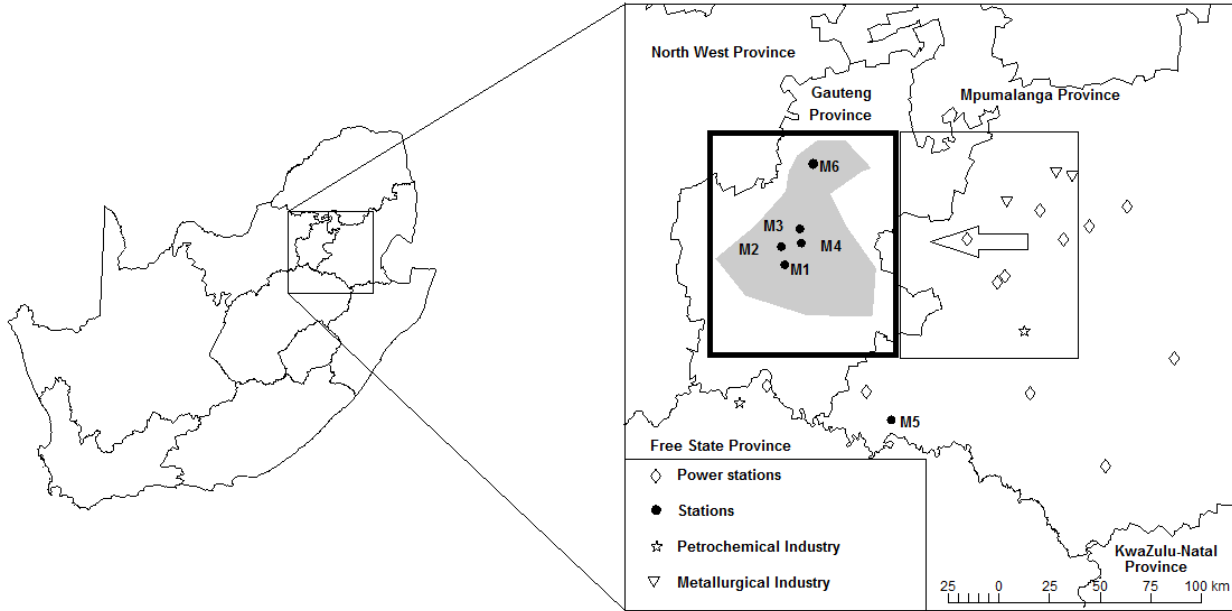 North West Province
Gauteng
Province
Mpumalanga Province
M6
M3
M4
M2
M1
M5
Free State Province
Power stations
Stations
Petrochemical Industry
Metallurgical Industry
KwaZulu-Natal
Province
25 0 25 50 75 100 km